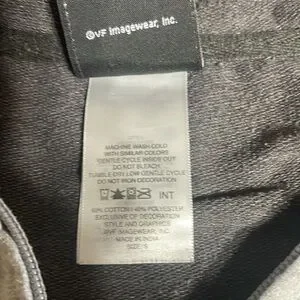 ©VF Imagewear, Inc.
MACHINE WASH COLD
WITH SIMILAR COLORS
GENTLE CYCLE INSIDE OUT
DO NOT BLEACH
TUMBLE DRY LOW GENTLE CYCLE
DO NOT IRON DECORATION
INT
60% COTTON / 40% POLYESTER
EXCLUSIVE OF DECORATION
STYLE AND GRAPHICS
©VF IMAGEWEAR, INC.
MADE IN INDIA
SIZE / S